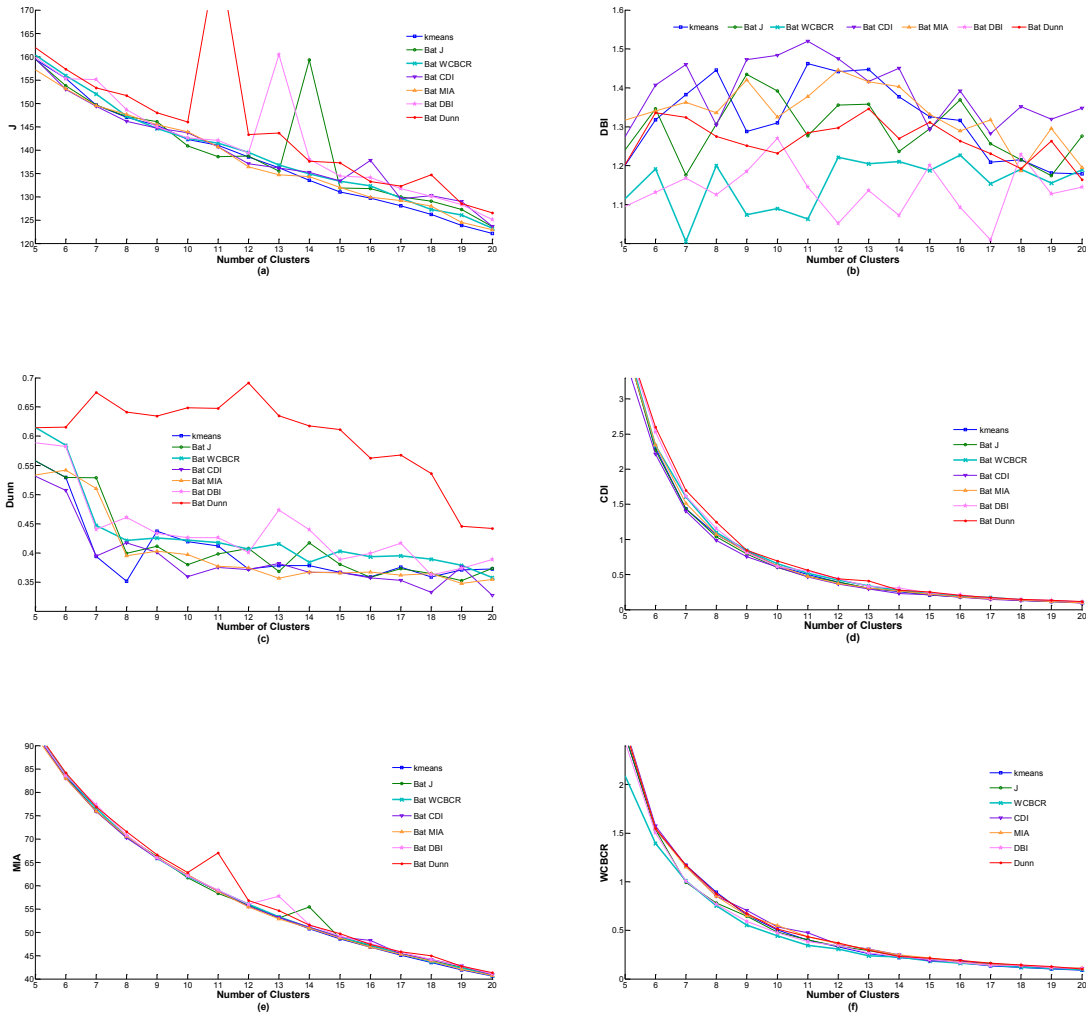 170
165
160
155
150
145
140
135
130
125
120
J
5 6 7 8 9 10 11 12 13 14 15 16 17 18 19 20
Number of Clusters
(a)
kmeans
Bat J
Bat WCBCR
Bat CDI
Bat MIA
Bat DBI
Bat Dunn
1.6
1.5
1.4
1.3
1.2
1.1
1
DBI
kmeans Bat J Bat WCBCR Bat CDI Bat MIA Bat DBI Bat Dunn
5 6 7 8 9 10 11 12 13 14 15 16 17 18 19 20
Number of Clusters
(b)
0.7
0.65
0.6
0.55
0.5
0.45
0.4
0.35
Dunn
kmeans
Bat J
Bat WCBCR
Bat CDI
Bat MIA
Bat DBI
Bat Dunn
5 6 7 8 9 10 11 12 13 14 15 16 17 18 19 20
Number of Clusters
(c)
3
2.5
2
1.5
1
0.5
0
CDI
kmeans
Bat J
Bat WCBCR
Bat CDI
Bat MIA
Bat DBI
Bat Dunn
5 6 7 8 9 10 11 12 13 14 15 16 17 18 19 20
Number of Clusters
(d)
90
85
80
75
70
65
60
55
50
45
40
MIA
kmeans
Bat J
Bat WCBCR
Bat CDI
Bat MIA
Bat DBI
Bat Dunn
5 6 7 8 9 10 11 12 13 14 15 16 17 18 19 20
Number of Clusters
(e)
2
1.5
1
0.5
0
WCBCR
kmeans
J
WCBCR
CDI
MIA
DBI
Dunn
5 6 7 8 9 10 11 12 13 14 15 16 17 18 19 20
Number of Clusters
(f)